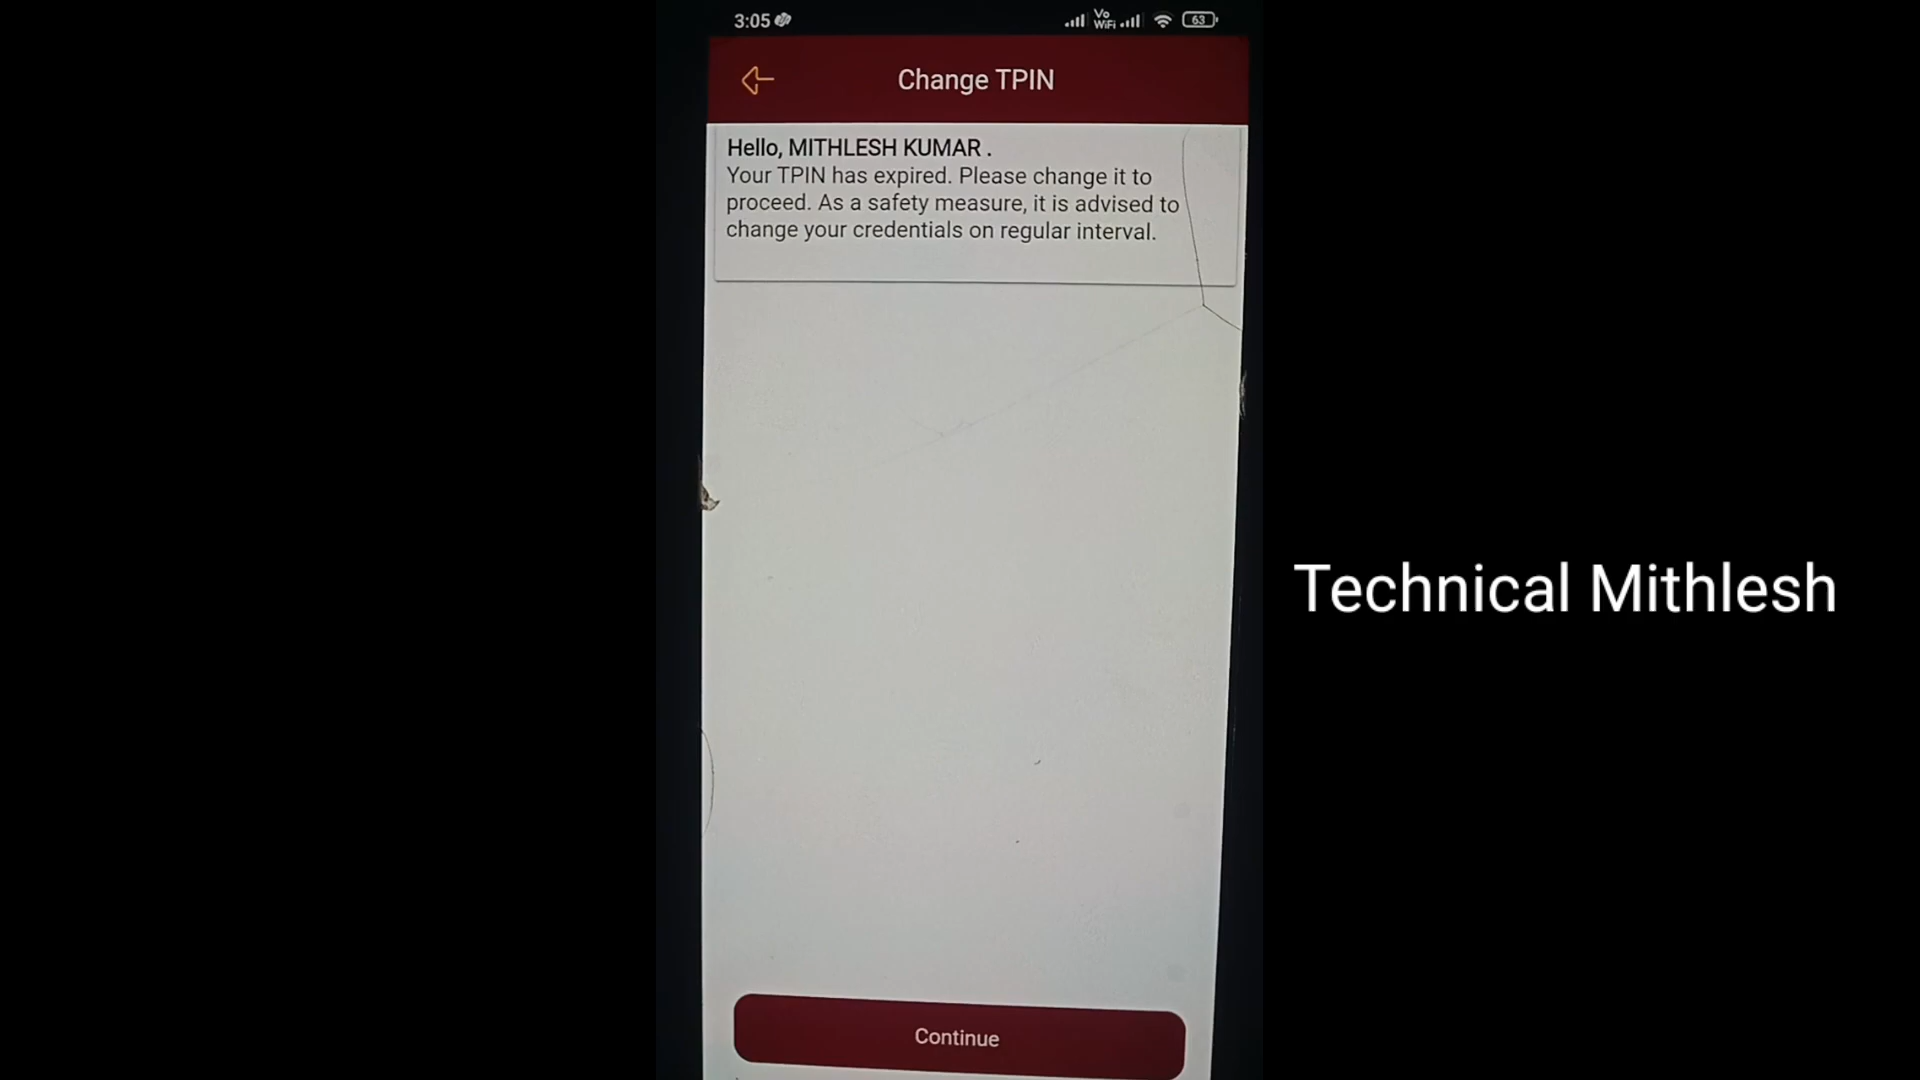 3:05
Vo
WiFi
63
Change TPIN
Hello, MITHLESH KUMAR .
Your TPIN has expired. Please change it to
proceed. As a safety measure, it is advised to
change your credentials on regular interval.
Technical Mithlesh
Continue